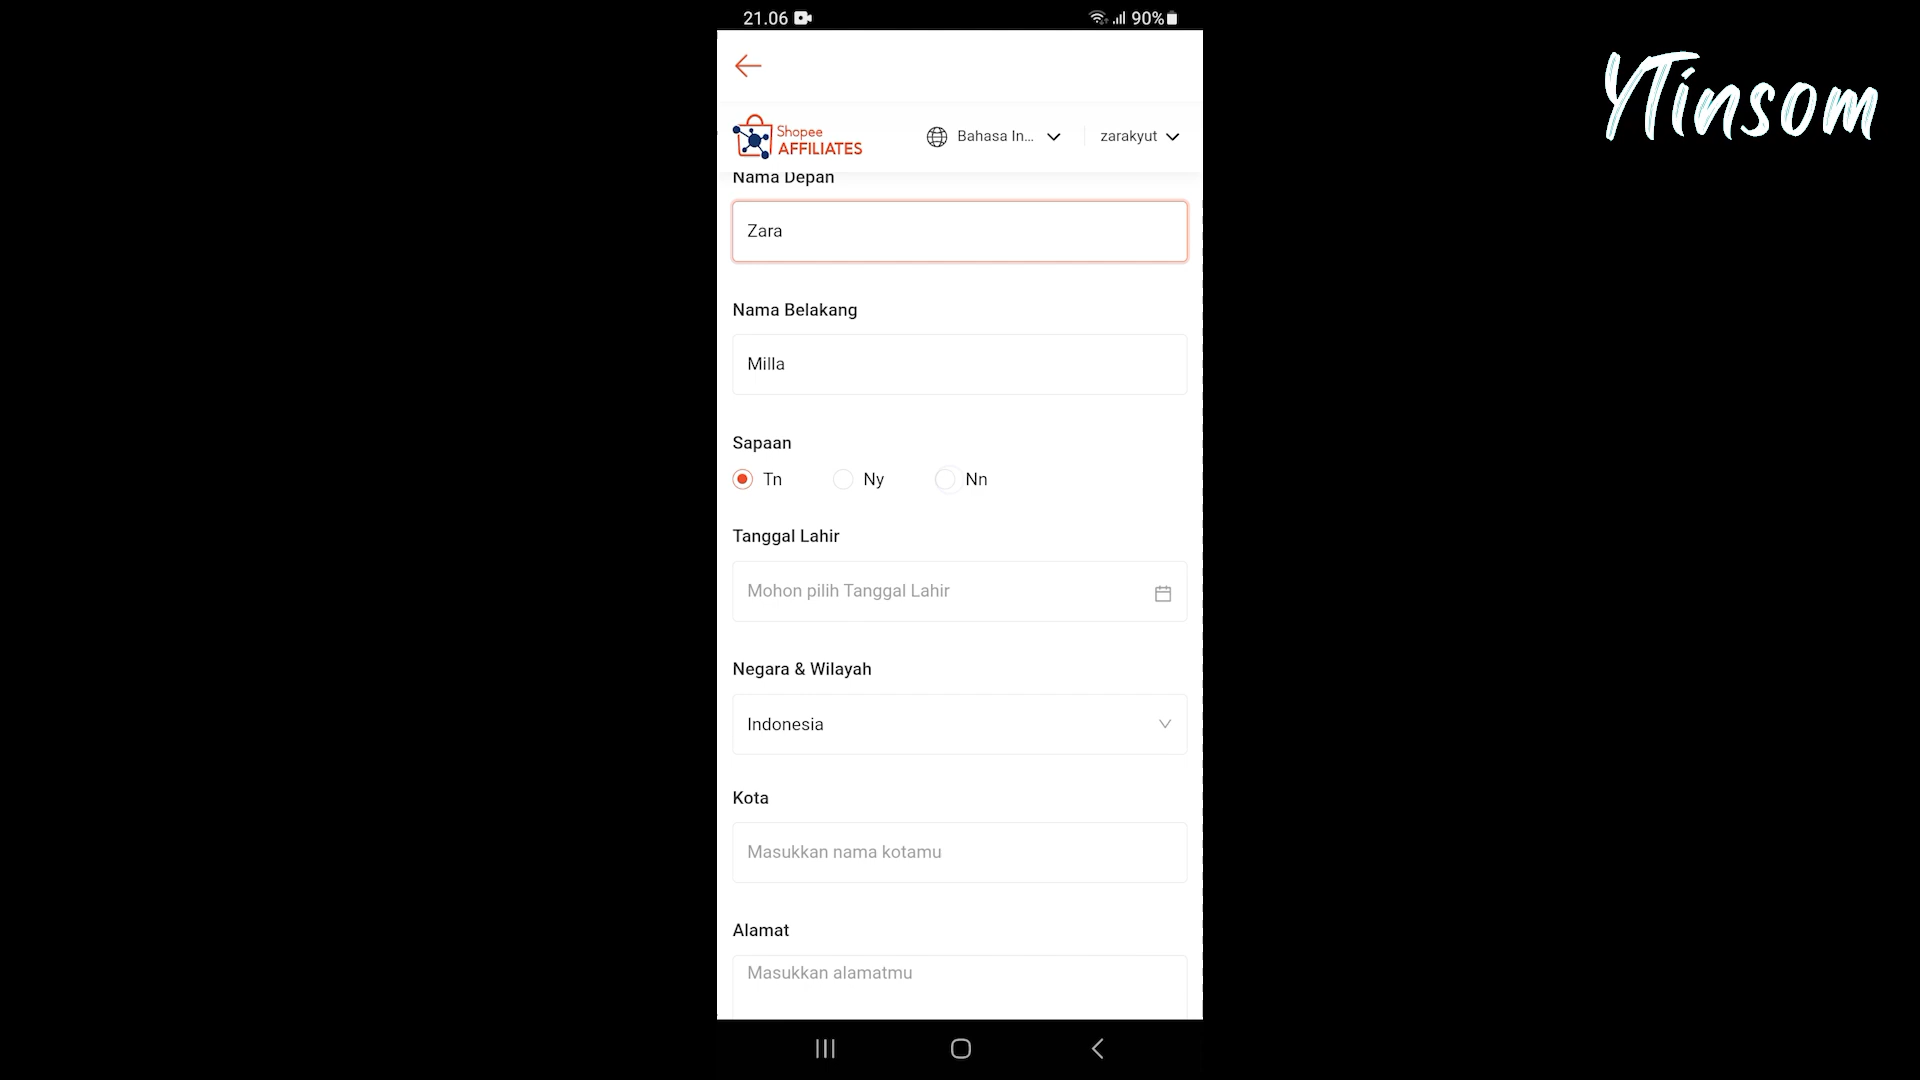 21.06
90%
YTinsom
Shopee
AFFILIATES
Bahasa In...
zarakyut
Nama Depan
Zara
Nama Belakang
Milla
Sapaan
Tn
Ny
Nn
Tanggal Lahir
Mohon pilih Tanggal Lahir
Negara & Wilayah
Indonesia
Kota
Masukkan nama kotamu
Alamat
Masukkan alamatmu